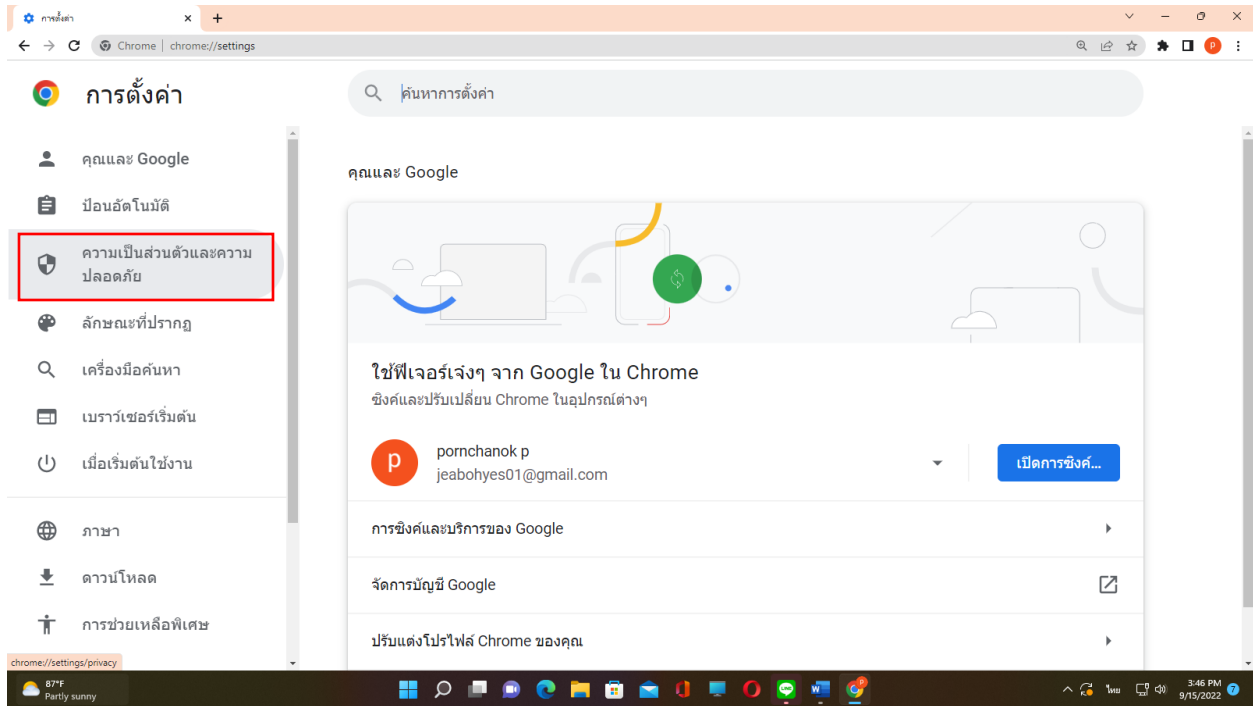 การตั้งค่า
Chrome | chrome://settings
P
การตั้งค่า
ค้นหาการตั้งค่า
คุณและ Google
ป้อนอัตโนมัติ
ความเป็นส่วนตัวและความ
ปลอดภัย
ลักษณะที่ปรากฏ
เครื่องมือค้นหา
เบราว์เซอร์เริ่มต้น
เมื่อเริ่มต้นใช้งาน
ภาษา
ดาวน์โหลด
การช่วยเหลือพิเศษ
chrome://settings/privacy
คุณและ Google
ใช้ฟีเจอร์เจ๋งๆ จาก Google ใน Chrome
ซิงค์และปรับเปลี่ยน Chrome ในอุปกรณ์ต่างๆ
p
pornchanok p
jeabohyes01@gmail.com
เปิดการซิงค์...
การซิงค์และบริการของ Google
จัดการบัญชี Google
ปรับแต่งโปรไฟล์ Chrome ของคุณ
87°F
Partly sunny
ไทย
3:46 PM
9/15/2022
7